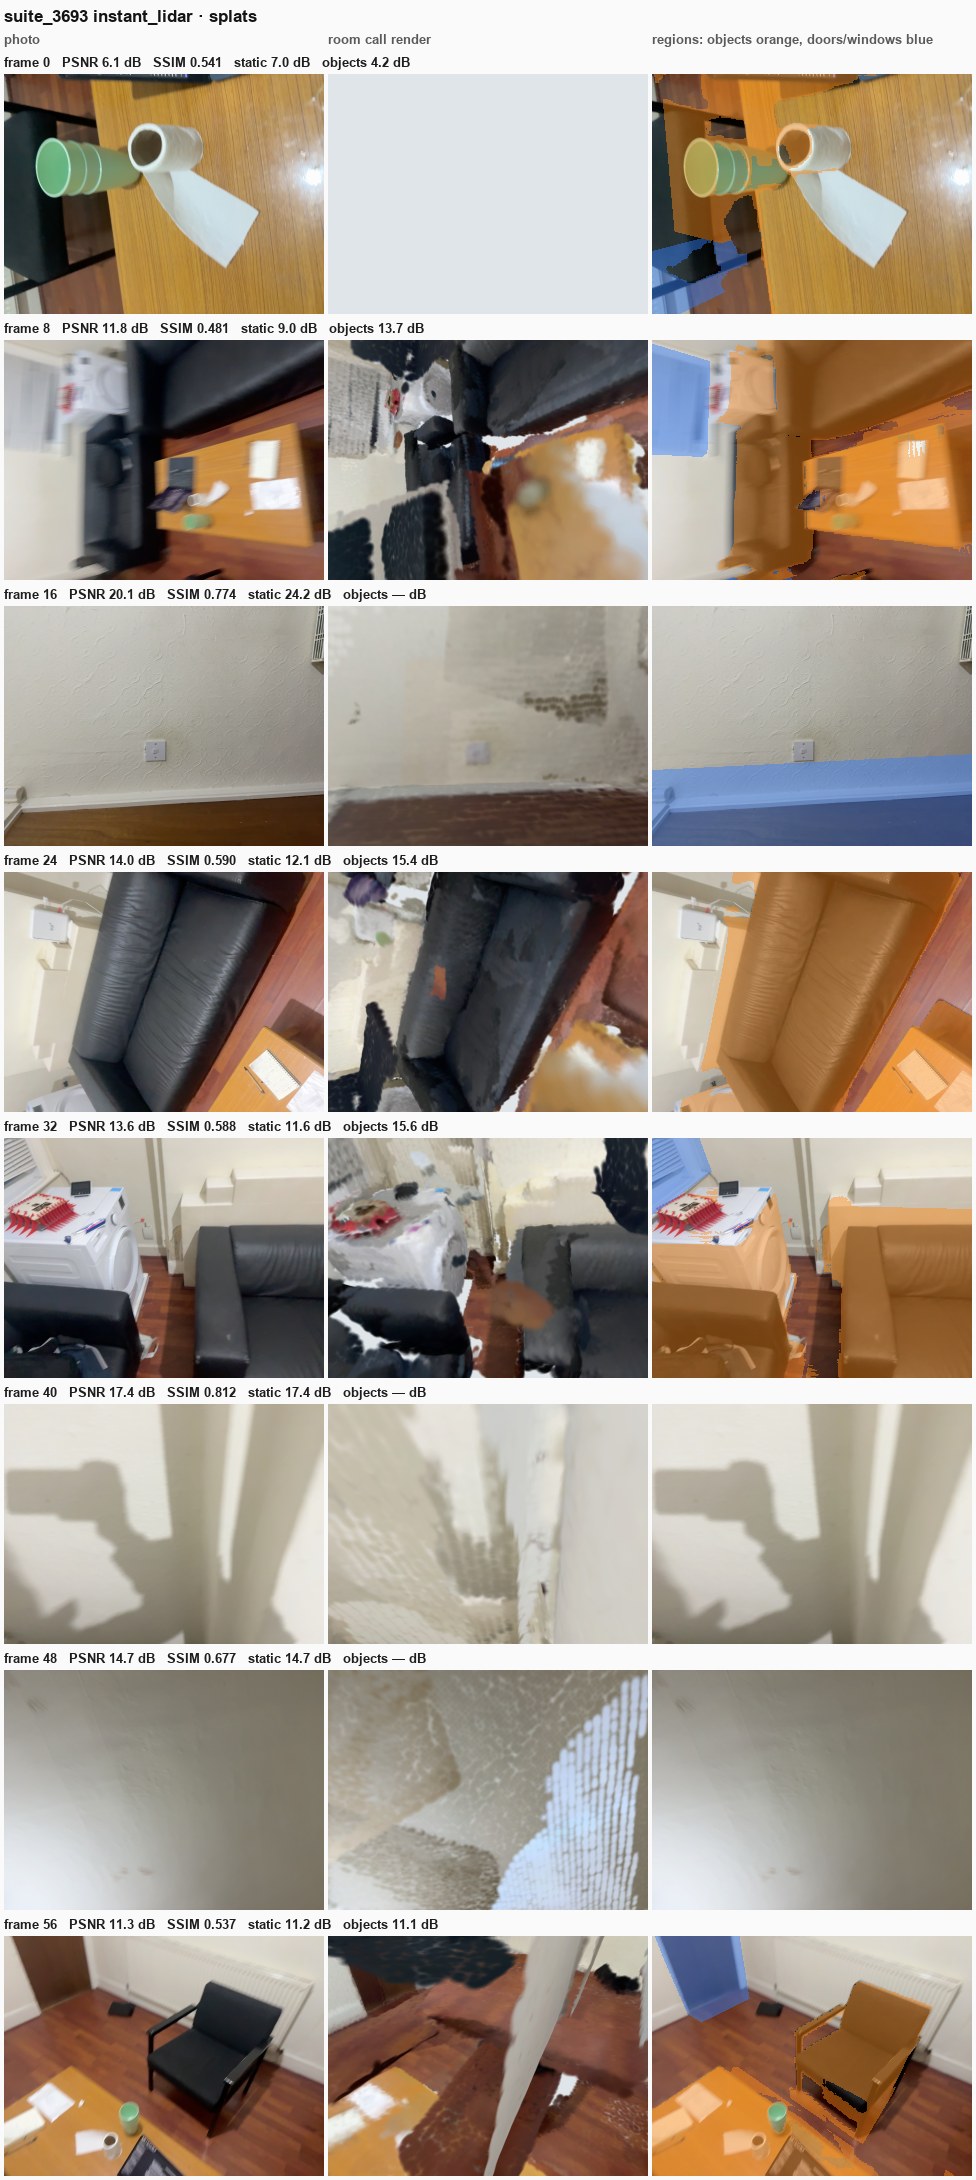 suite_3693 instant_lidar · splats
photo room call render regions: objects orange, doors/windows blue
frame 0 PSNR 6.1 dB SSIM 0.541 static 7.0 dB objects 4.2 dB
frame 8 PSNR 11.8 dB SSIM 0.481 static 9.0 dB objects 13.7 dB
frame 16 PSNR 20.1 dB SSIM 0.774 static 24.2 dB objects — dB
frame 24 PSNR 14.0 dB SSIM 0.590 static 12.1 dB objects 15.4 dB
frame 32 PSNR 13.6 dB SSIM 0.588 static 11.6 dB objects 15.6 dB
frame 40 PSNR 17.4 dB SSIM 0.812 static 17.4 dB objects — dB
frame 48 PSNR 14.7 dB SSIM 0.677 static 14.7 dB objects — dB
frame 56 PSNR 11.3 dB SSIM 0.537 static 11.2 dB objects 11.1 dB